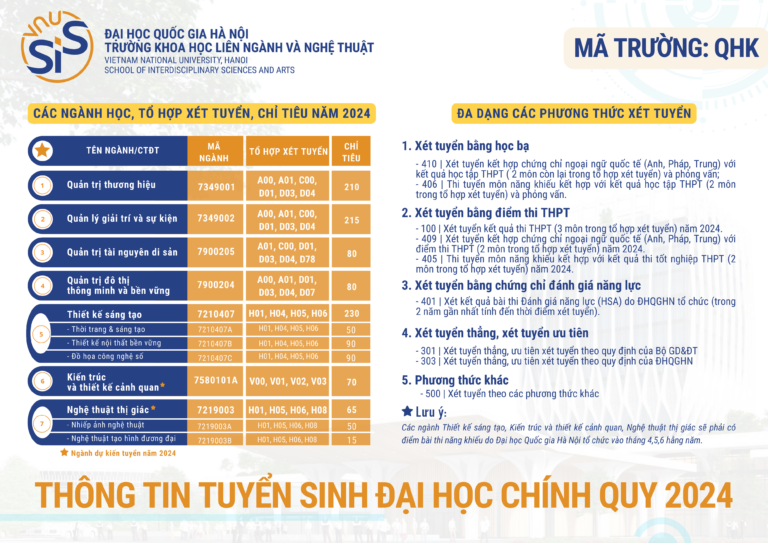 VNU
SIS
ĐẠI HỌC QUỐC GIA HÀ NỘI
TRƯỜNG KHOA HỌC LIÊN NGÀNH VÀ NGHỆ THUẬT
VIETNAM NATIONAL UNIVERSITY, HANOI
SCHOOL OF INTERDISCIPLINARY SCIENCES AND ARTS
MÃ TRƯỜNG: QHK
CÁC NGÀNH HỌC, TỔ HỢP XÉT TUYỂN, CHỈ TIÊU NĂM 2024
TÊN NGÀNH/CTĐT MÃ NGÀNH TỔ HỢP XÉT TUYỂN CHỈ TIÊU
1 Quản trị thương hiệu 7349001 A00, A01, C00, D01, D03, D04 210
2 Quản lý giải trí và sự kiện 7349002 A00, A01, C00, D01, D03, D04 215
3 Quản trị tài nguyên di sản 7900205 A01, C00, D01, D03, D04, D78 80
4 Quản trị đô thị thông minh và bền vững 7900204 A00, A01, D01, D03, D04, D07 80
5 Thiết kế sáng tạo 7210407 H01, H04, H05, H06 230
- Thời trang & sáng tạo 7210407A H01, H04, H05, H06 50
- Thiết kế nội thất bền vững 7210407B H01, H04, H05, H06 90
- Đồ họa công nghệ số 7210407C H01, H04, H05, H06 90
6 Kiến trúc và thiết kế cảnh quan 7580101A V00, V01, V02, V03 70
7 Nghệ thuật thị giác 7219003 H01, H05, H06, H08 65
- Nhiếp ảnh nghệ thuật 7219003A H01, H05, H06, H08 50
- Nghệ thuật tạo hình đương đại 7219003B H01, H05, H06, H08 15
Ngành dự kiến tuyển năm 2024
ĐA DẠNG CÁC PHƯƠNG THỨC XÉT TUYỂN
1. Xét tuyển bằng học bạ
- 410 | Xét tuyển kết hợp chứng chỉ ngoại ngữ quốc tế (Anh, Pháp, Trung) với
kết quả học tập THPT ( 2 môn còn lại trong tổ hợp xét tuyển) và phỏng vấn;
- 406 | Thi tuyển môn năng khiếu kết hợp với kết quả học tập THPT (2 môn
trong tổ hợp xét tuyển) và phỏng vấn.
2. Xét tuyển bằng điểm thi THPT
- 100 | Xét tuyển kết quả thi THPT (3 môn trong tổ hợp xét tuyển) năm 2024.
- 409 | Xét tuyển kết hợp chứng chỉ ngoại ngữ quốc tế (Anh, Pháp, Trung) với
điểm thi THPT (2 môn trong tổ hợp xét tuyển) năm 2024.
- 405 | Thi tuyển môn năng khiếu kết hợp với kết quả thi tốt nghiệp THPT (2
môn trong tổ hợp xét tuyển) năm 2024.
3. Xét tuyển bằng chứng chỉ đánh giá năng lực
- 401 | Xét kết quả bài thi Đánh giá năng lực (HSA) do ĐHQGHN tổ chức (trong
2 năm gần nhất tính đến thời điểm xét tuyển).
4. Xét tuyển thẳng, xét tuyển ưu tiên
- 301 | Xét tuyển thẳng, ưu tiên xét tuyển theo quy định của Bộ GD&ĐT
- 303 | Xét tuyển thẳng, ưu tiên xét tuyển theo quy định của ĐHQGHN
5. Phương thức khác
- 500 | Xét tuyển theo các phương thức khác
Lưu ý:
Các ngành Thiết kế sáng tạo, Kiến trúc và thiết kế cảnh quan, Nghệ thuật thị giác sẽ phải có
điểm bài thi năng khiếu do Đại học Quốc gia Hà Nội tổ chức vào tháng 4,5,6 hằng năm.
THÔNG TIN TUYỂN SINH ĐẠI HỌC CHÍNH QUY 2024